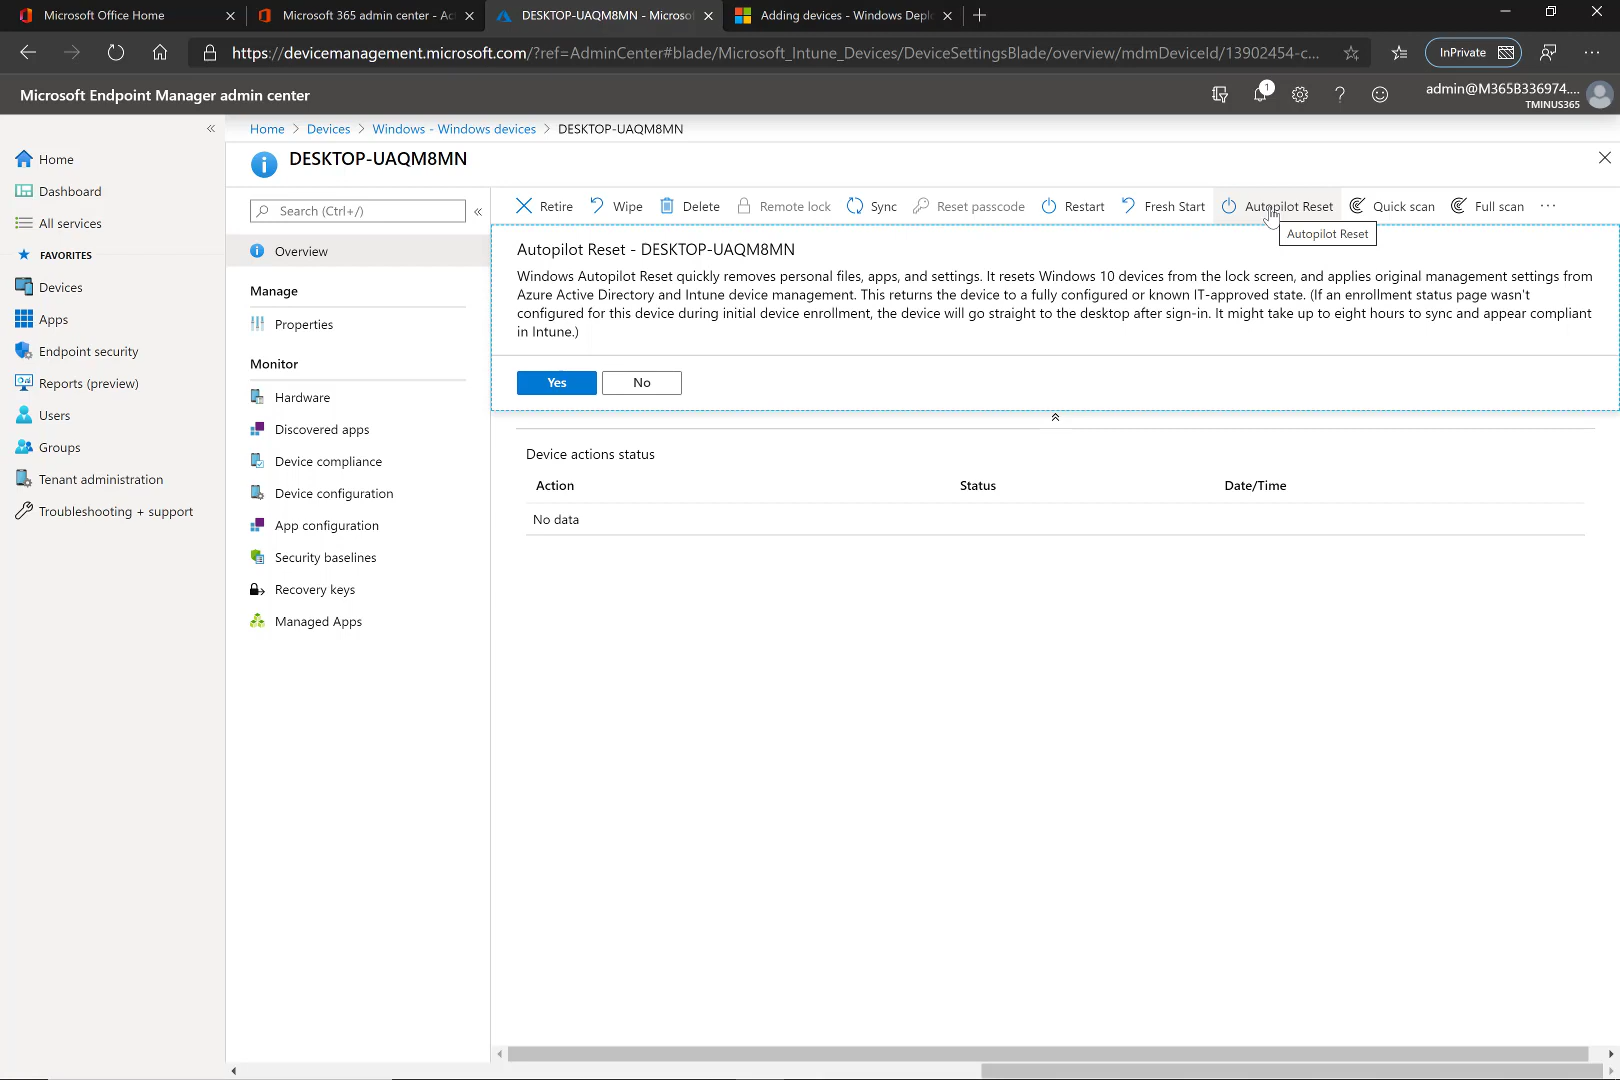 Microsoft Office Home
Microsoft 365 admin center - Ac
DESKTOP-UAQM8MN - Microso
Adding devices - Windows Depl
https://devicemanagement.microsoft.com/?ref=AdminCenter#blade/Microsoft_Intune_Devices/DeviceSettingsBlade/overview/mdmDeviceId/13902454-c...
InPrivate
Microsoft Endpoint Manager admin center
1
admin@M365B336974....
TMINUS365
Home
Dashboard
All services
FAVORITES
Devices
Apps
Endpoint security
Reports (preview)
Users
Groups
Tenant administration
Troubleshooting + support
Home > Devices > Windows - Windows devices > DESKTOP-UAQM8MN
DESKTOP-UAQM8MN
Search (Ctrl+/)
Overview
Manage
Properties
Monitor
Hardware
Discovered apps
Device compliance
Device configuration
App configuration
Security baselines
Recovery keys
Managed Apps
Retire Wipe Delete Remote lock Sync Reset passcode Restart Fresh Start Autopilot Reset Quick scan Full scan ...
Autopilot Reset
Autopilot Reset - DESKTOP-UAQM8MN
Windows Autopilot Reset quickly removes personal files, apps, and settings. It resets Windows 10 devices from the lock screen, and applies original management settings from
Azure Active Directory and Intune device management. This returns the device to a fully configured or known IT-approved state. (If an enrollment status page wasn't
configured for this device during initial device enrollment, the device will go straight to the desktop after sign-in. It might take up to eight hours to sync and appear compliant
in Intune.)
Yes No
Device actions status
Action Status Date/Time
No data